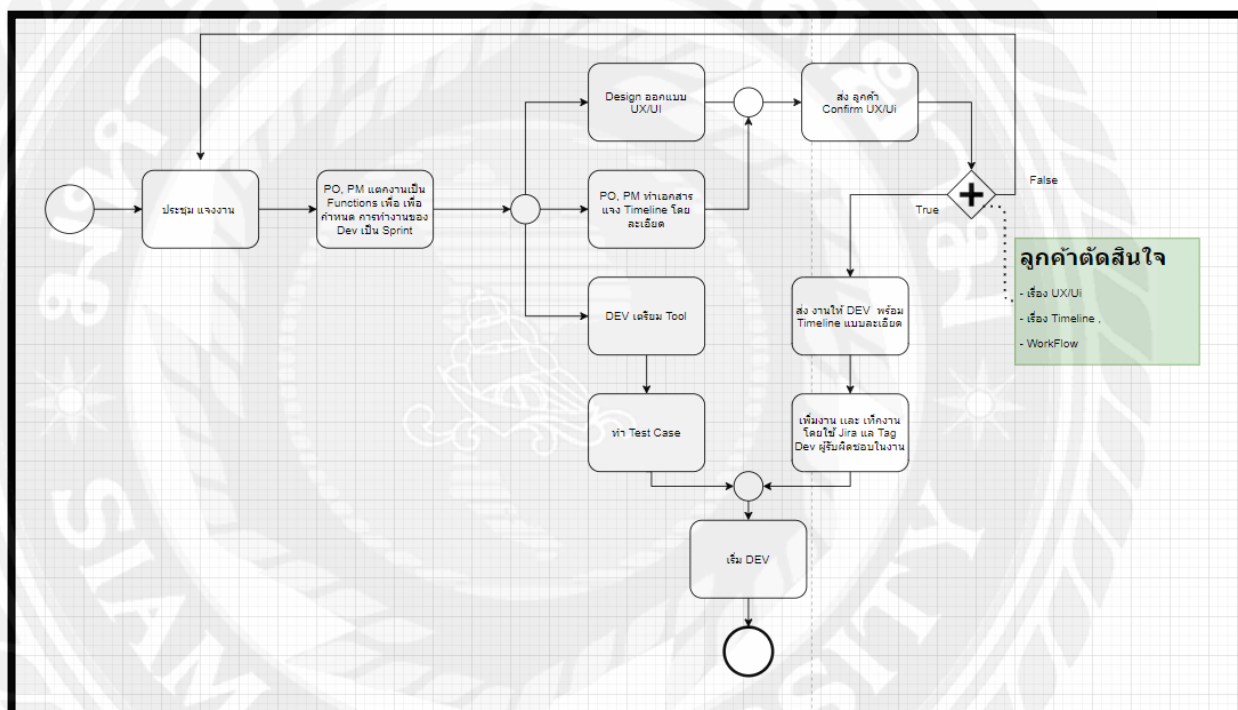 Design ออกแบบ
UX/UI
ส่ง ลูกค้า
Confirm UX/Ui
ประชุม แจงงาน
PO, PM แตกงานเป็น
Functions เพื่อ เพื่อ
กำหนด การทำงานของ
Dev เป็น Sprint
PO, PM ทำเอกสาร
แจง Timeline โดย
ละเอียด
True
False
ลูกค้าตัดสินใจ
- เรื่อง UX/Ui
- เรื่อง Timeline ,
- WorkFlow
DEV เตรียม Tool
ส่ง งานให้ DEV พร้อม
Timeline แบบละเอียด
ทำ Test Case
เพิ่มงาน และ เท็กงาน
โดยใช้ Jira แล Tag
Dev ผู้รับผิดชอบในงาน
เริ่ม DEV
SIAM
SITY